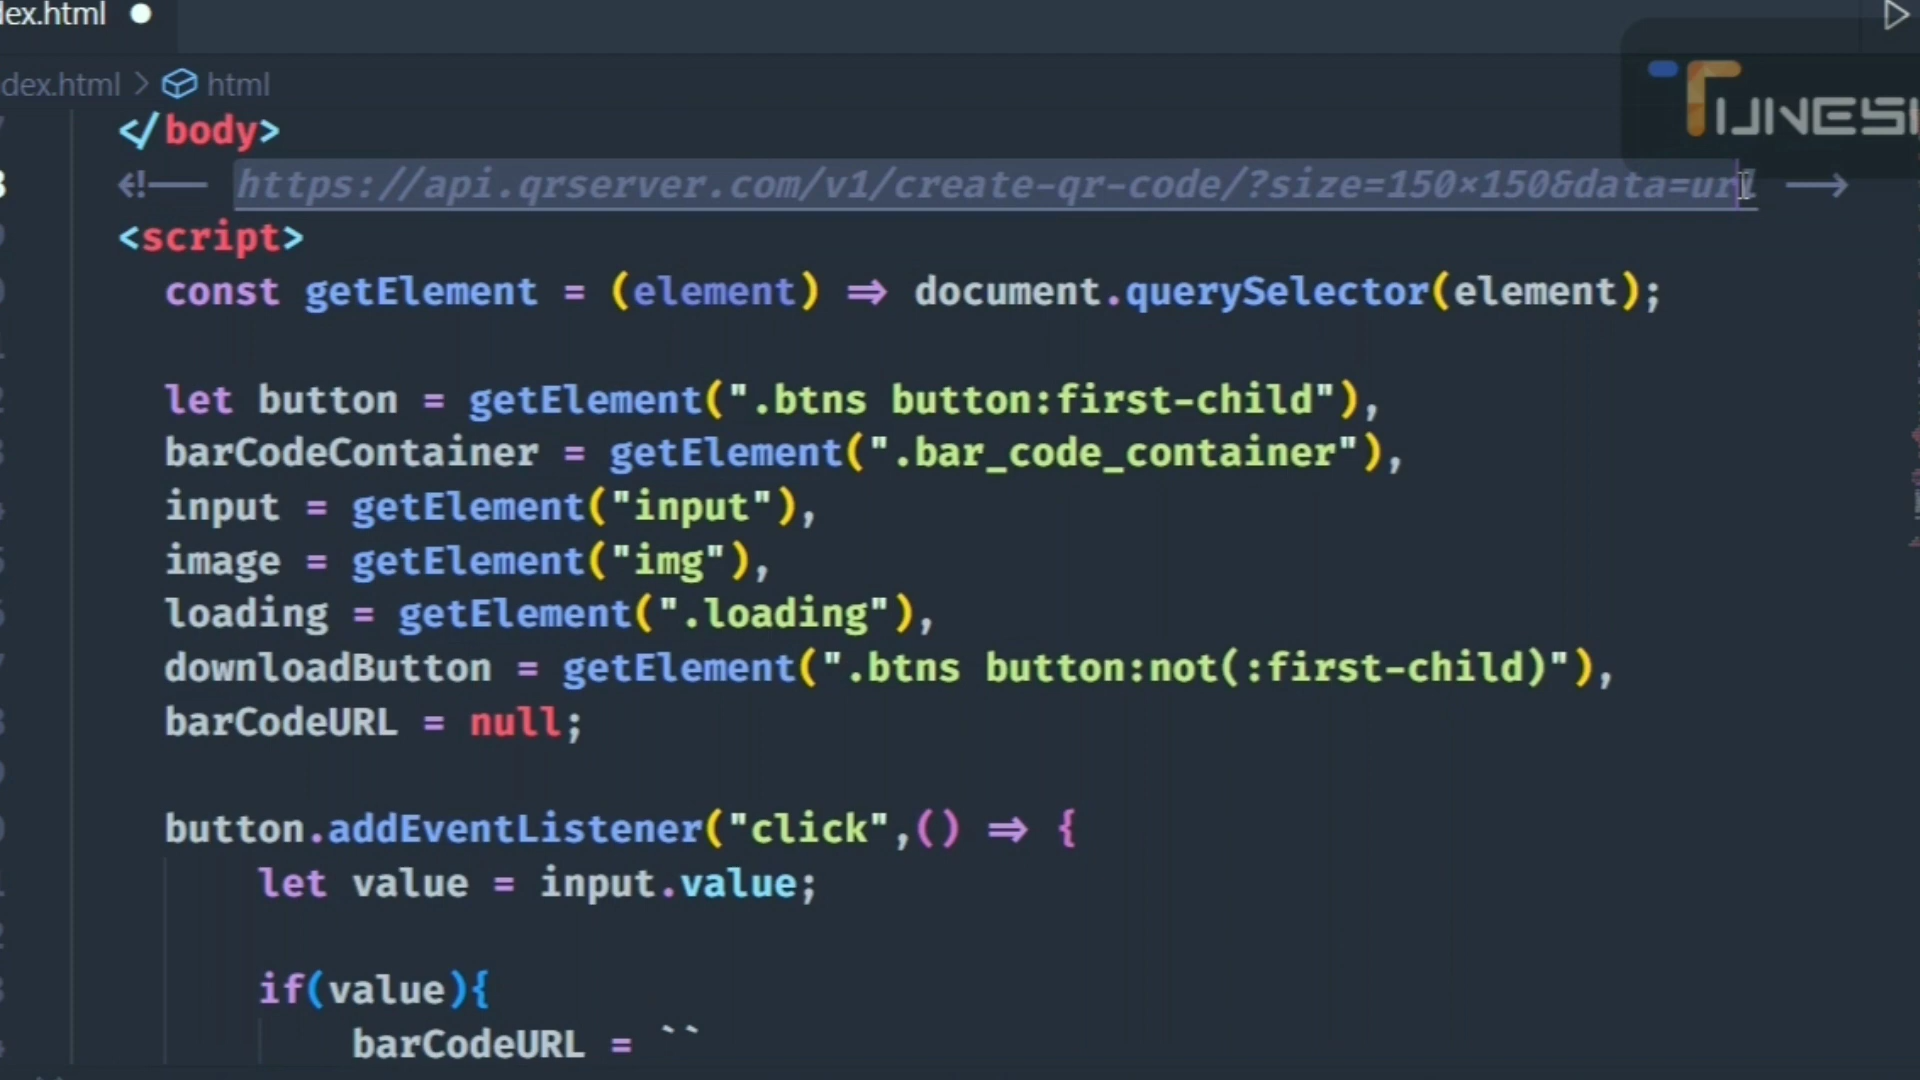 dex.html
dex.html > html
TUNESI
</body>
<!-- https://api.qrserver.com/v1/create-qr-code/?size=150×150&data=url -->
<script>
const getElement = (element) => document.querySelector(element);
let button = getElement(".btns button:first-child"),
barCodeContainer = getElement(".bar_code_container"),
input = getElement("input"),
image = getElement("img"),
loading = getElement(".loading"),
downloadButton = getElement(".btns button:not(:first-child)"),
barCodeURL = null;
button.addEventListener("click",() => {
let value = input.value;
if(value){
barCodeURL = ``